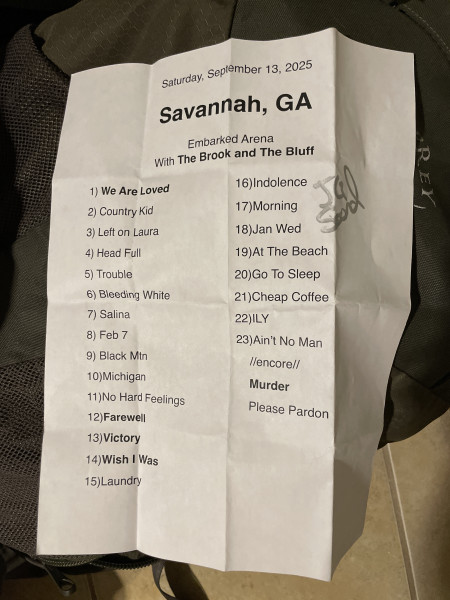 Saturday, September 13, 2025
Savannah, GA
Embarked Arena
With The Brook and The Bluff
1) We Are Loved
2) Country Kid
3) Left on Laura
4) Head Full
5) Trouble
6) Bleeding White
7) Salina
8) Feb 7
9) Black Mtn
10)Michigan
11)No Hard Feelings
12)Farewell
13)Victory
14)Wish I Was
15)Laundry
16)Indolence
17)Morning
18)Jan Wed
19)At The Beach
20)Go To Sleep
21)Cheap Coffee
22)ILY
23)Ain't No Man
//encore//
Murder
Please Pardon